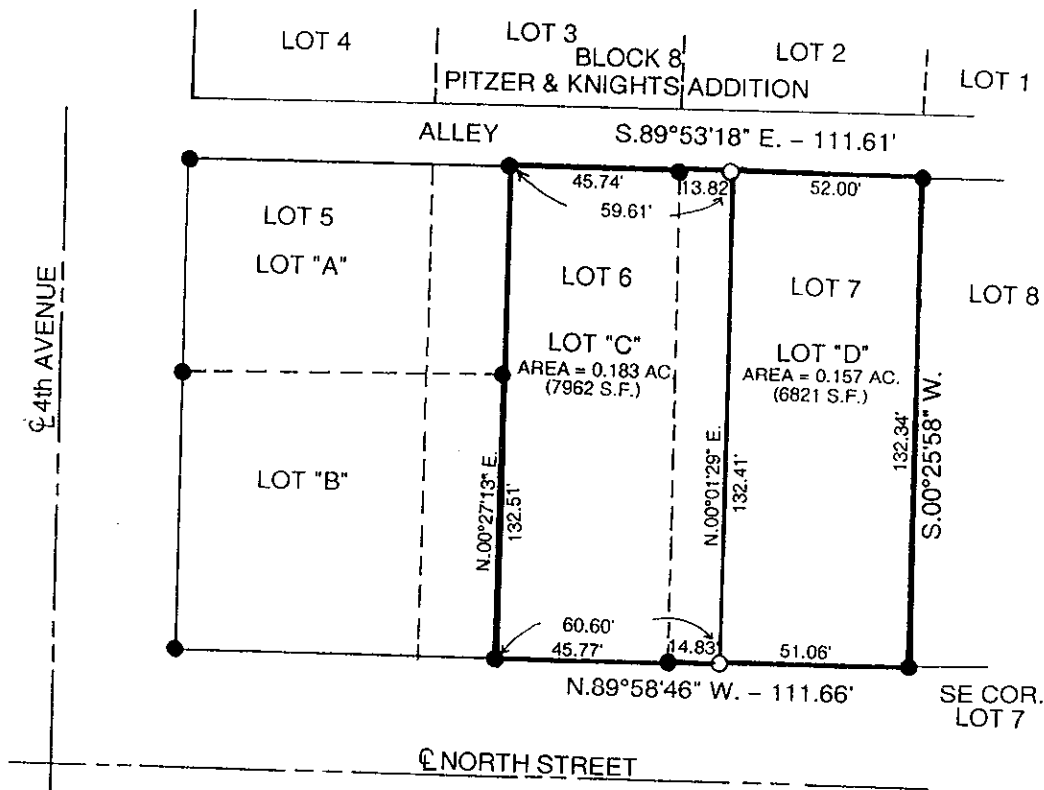 LOT 4
LOT 3
BLOCK 8
LOT 2
PITZER & KNIGHTS ADDITION
LOT 1
ALLEY
S.89°53'18" E. – 111.61'
45.74'
13.82
52.00'
59.61'
LOT 5
LOT "A"
LOT 6
LOT 7
LOT 8
LOT "C"
AREA = 0.183 AC.
(7962 S.F.)
LOT "D"
AREA = 0.157 AC.
(6821 S.F.)
℄ 4th AVENUE
LOT "B"
N.00°27'13" E.
132.51'
N.00°01'29" E.
132.41'
132.34'
S.00°25'58" W.
60.60'
45.77'
14.83'
51.06'
N.89°58'46" W. – 111.66'
SE COR.
LOT 7
℄ NORTH STREET